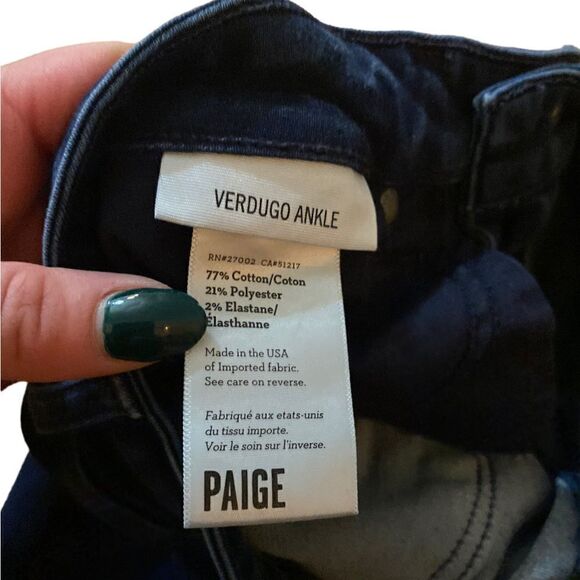 VERDUGO ANKLE
RN#27002 CA#51217
77% Cotton/Coton
21% Polyester
2% Elastane/
Élasthanne
Made in the USA
of Imported fabric.
See care on reverse.
Fabriqué aux etats-unis
du tissu importe.
Voir le soin sur l'inverse.
PAIGE